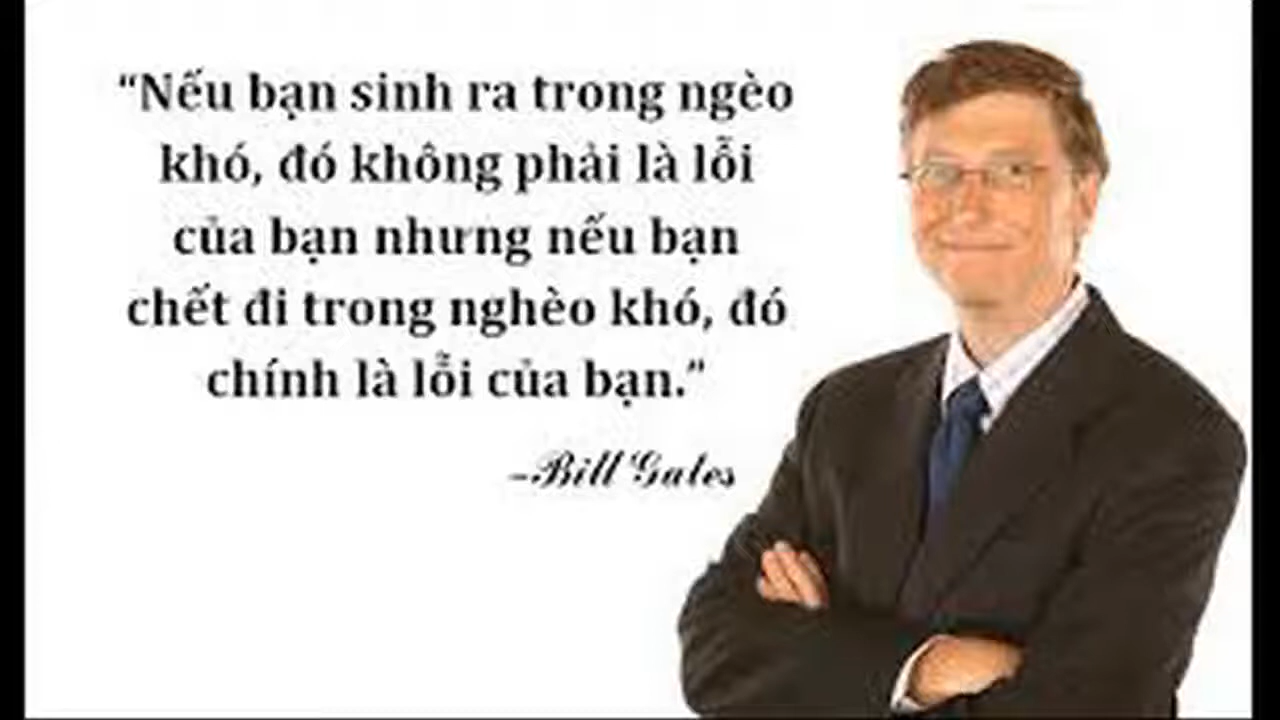 “Nếu bạn sinh ra trong ngèo
khó, đó không phải là lỗi
của bạn nhưng nếu bạn
chết đi trong nghèo khó, đó
chính là lỗi của bạn.”
–Bill Gates